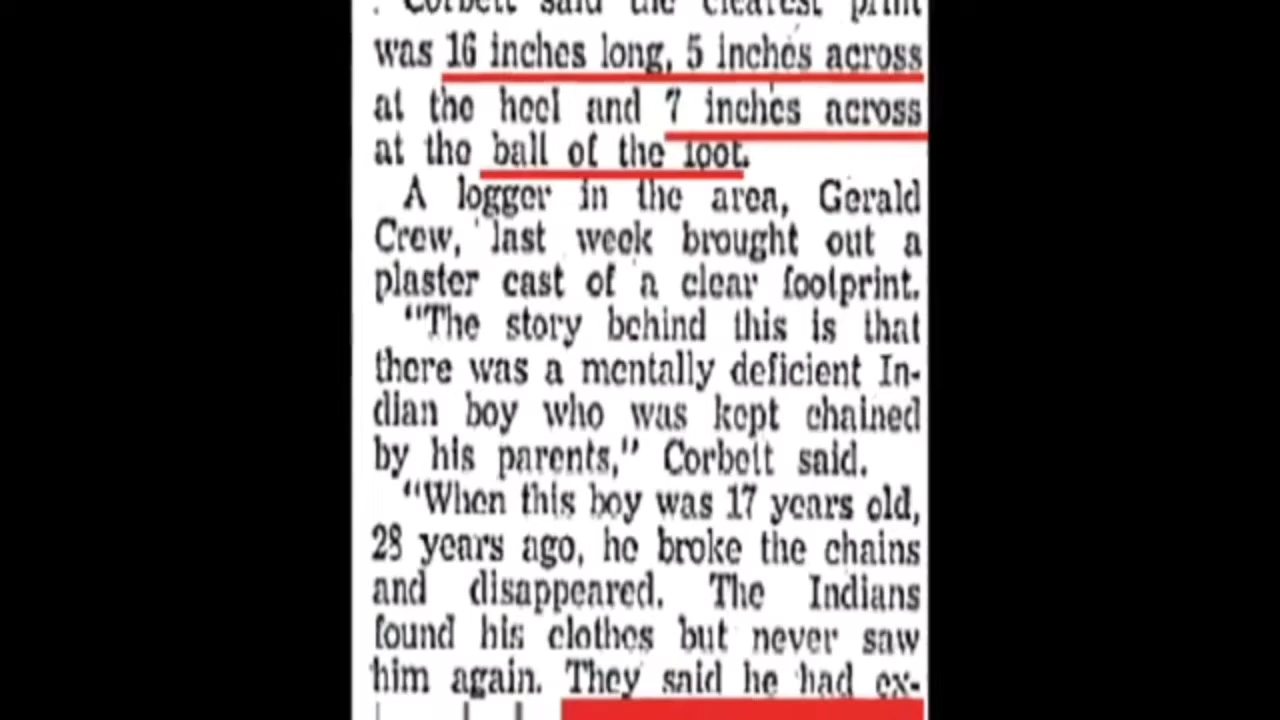 . Corbett said the clearest print
was 16 inches long, 5 inches across
at the heel and 7 inches across
at the ball of the foot.
A logger in the area, Gerald
Crew, last week brought out a
plaster cast of a clear footprint.
"The story behind this is that
there was a mentally deficient In-
dian boy who was kept chained
by his parents," Corbett said.
"When this boy was 17 years old,
28 years ago, he broke the chains
and disappeared. The Indians
found his clothes but never saw
him again. They said he had ex-